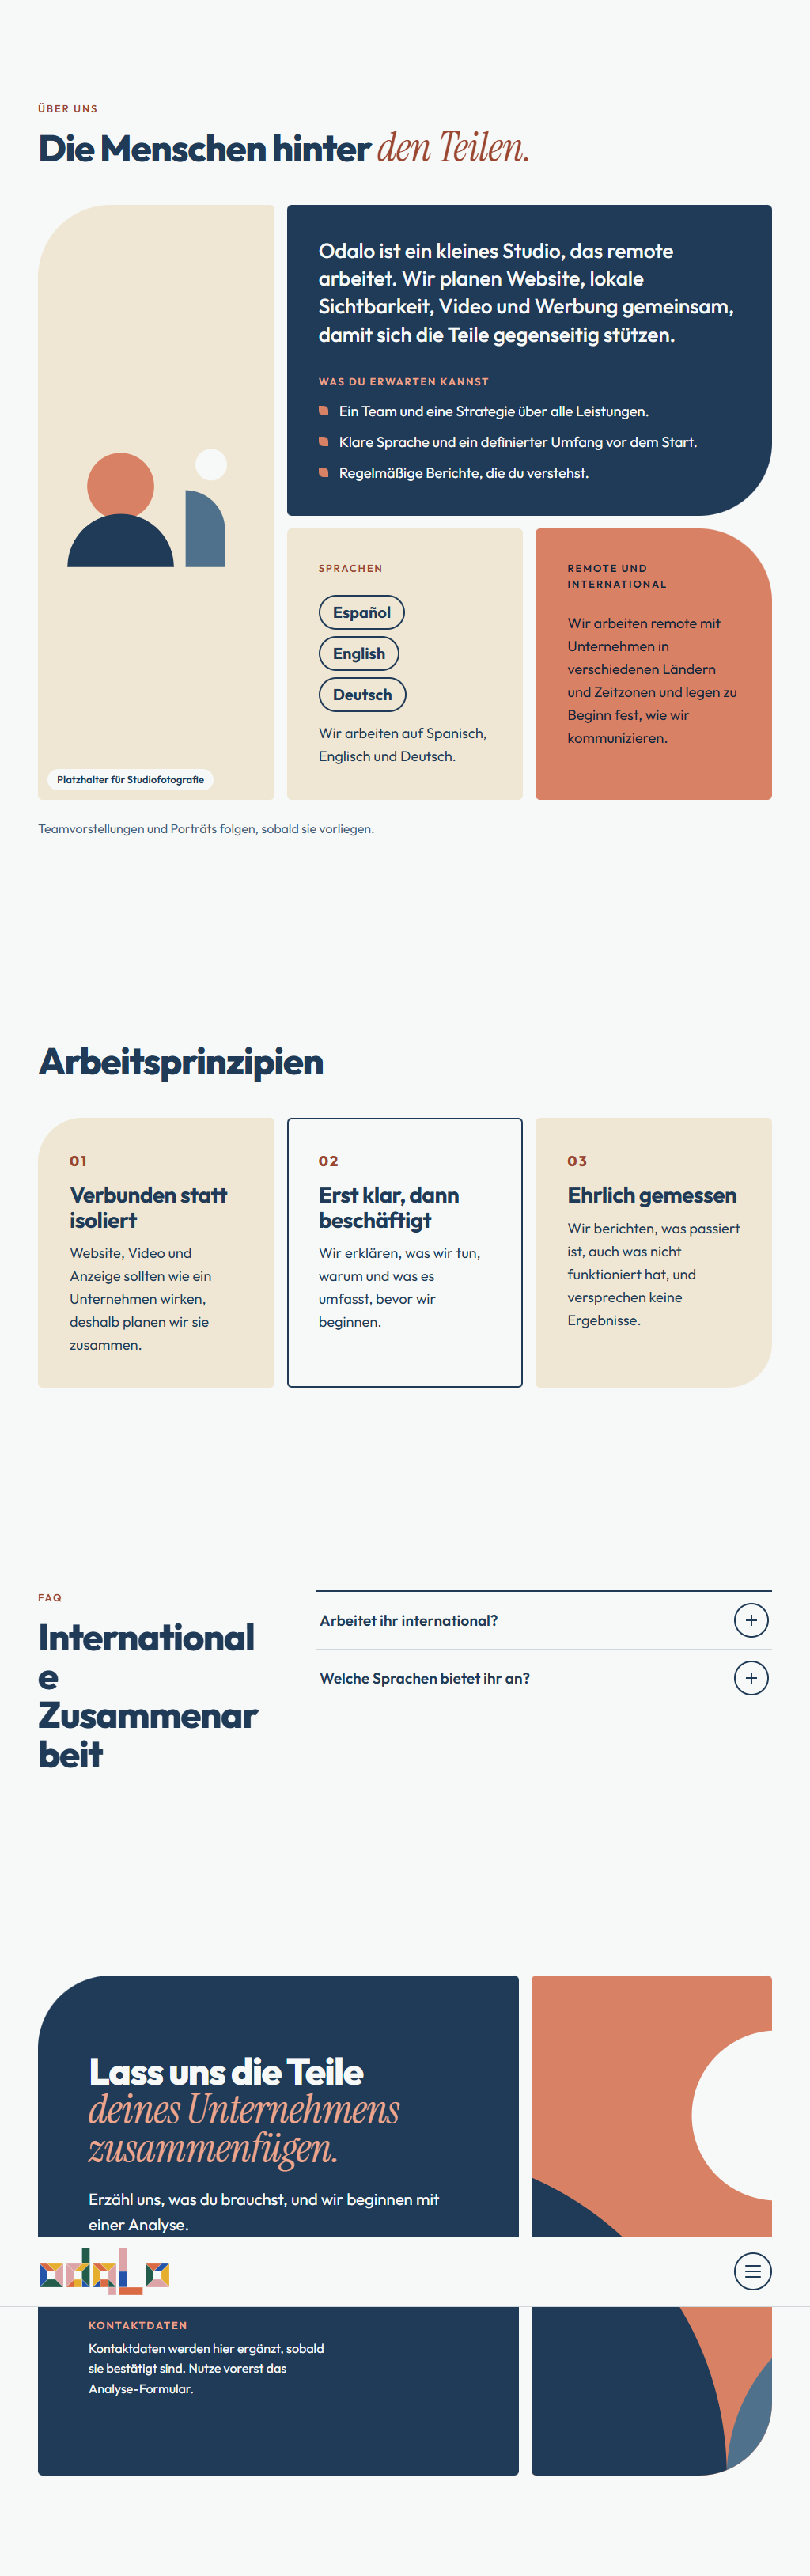 ÜBER UNS
Die Menschen hinter den Teilen.
Odalo ist ein kleines Studio, das remote
arbeitet. Wir planen Website, lokale
Sichtbarkeit, Video und Werbung gemeinsam,
damit sich die Teile gegenseitig stützen.
WAS DU ERWARTEN KANNST
Ein Team und eine Strategie über alle Leistungen.
Klare Sprache und ein definierter Umfang vor dem Start.
Regelmäßige Berichte, die du verstehst.
Platzhalter für Studiofotografie
SPRACHEN
Español
English
Deutsch
Wir arbeiten auf Spanisch,
Englisch und Deutsch.
REMOTE UND
INTERNATIONAL
Wir arbeiten remote mit
Unternehmen in
verschiedenen Ländern
und Zeitzonen und legen zu
Beginn fest, wie wir
kommunizieren.
Teamvorstellungen und Porträts folgen, sobald sie vorliegen.
Arbeitsprinzipien
01
Verbunden statt
isoliert
Website, Video und
Anzeige sollten wie ein
Unternehmen wirken,
deshalb planen wir sie
zusammen.
02
Erst klar, dann
beschäftigt
Wir erklären, was wir tun,
warum und was es
umfasst, bevor wir
beginnen.
03
Ehrlich gemessen
Wir berichten, was passiert
ist, auch was nicht
funktioniert hat, und
versprechen keine
Ergebnisse.
FAQ
International
e
Zusammenar
beit
Arbeitet ihr international?
Welche Sprachen bietet ihr an?
Lass uns die Teile
deines Unternehmens
zusammenfügen.
Erzähl uns, was du brauchst, und wir beginnen mit
einer Analyse.
odalo
KONTAKTDATEN
Kontaktdaten werden hier ergänzt, sobald
sie bestätigt sind. Nutze vorerst das
Analyse-Formular.